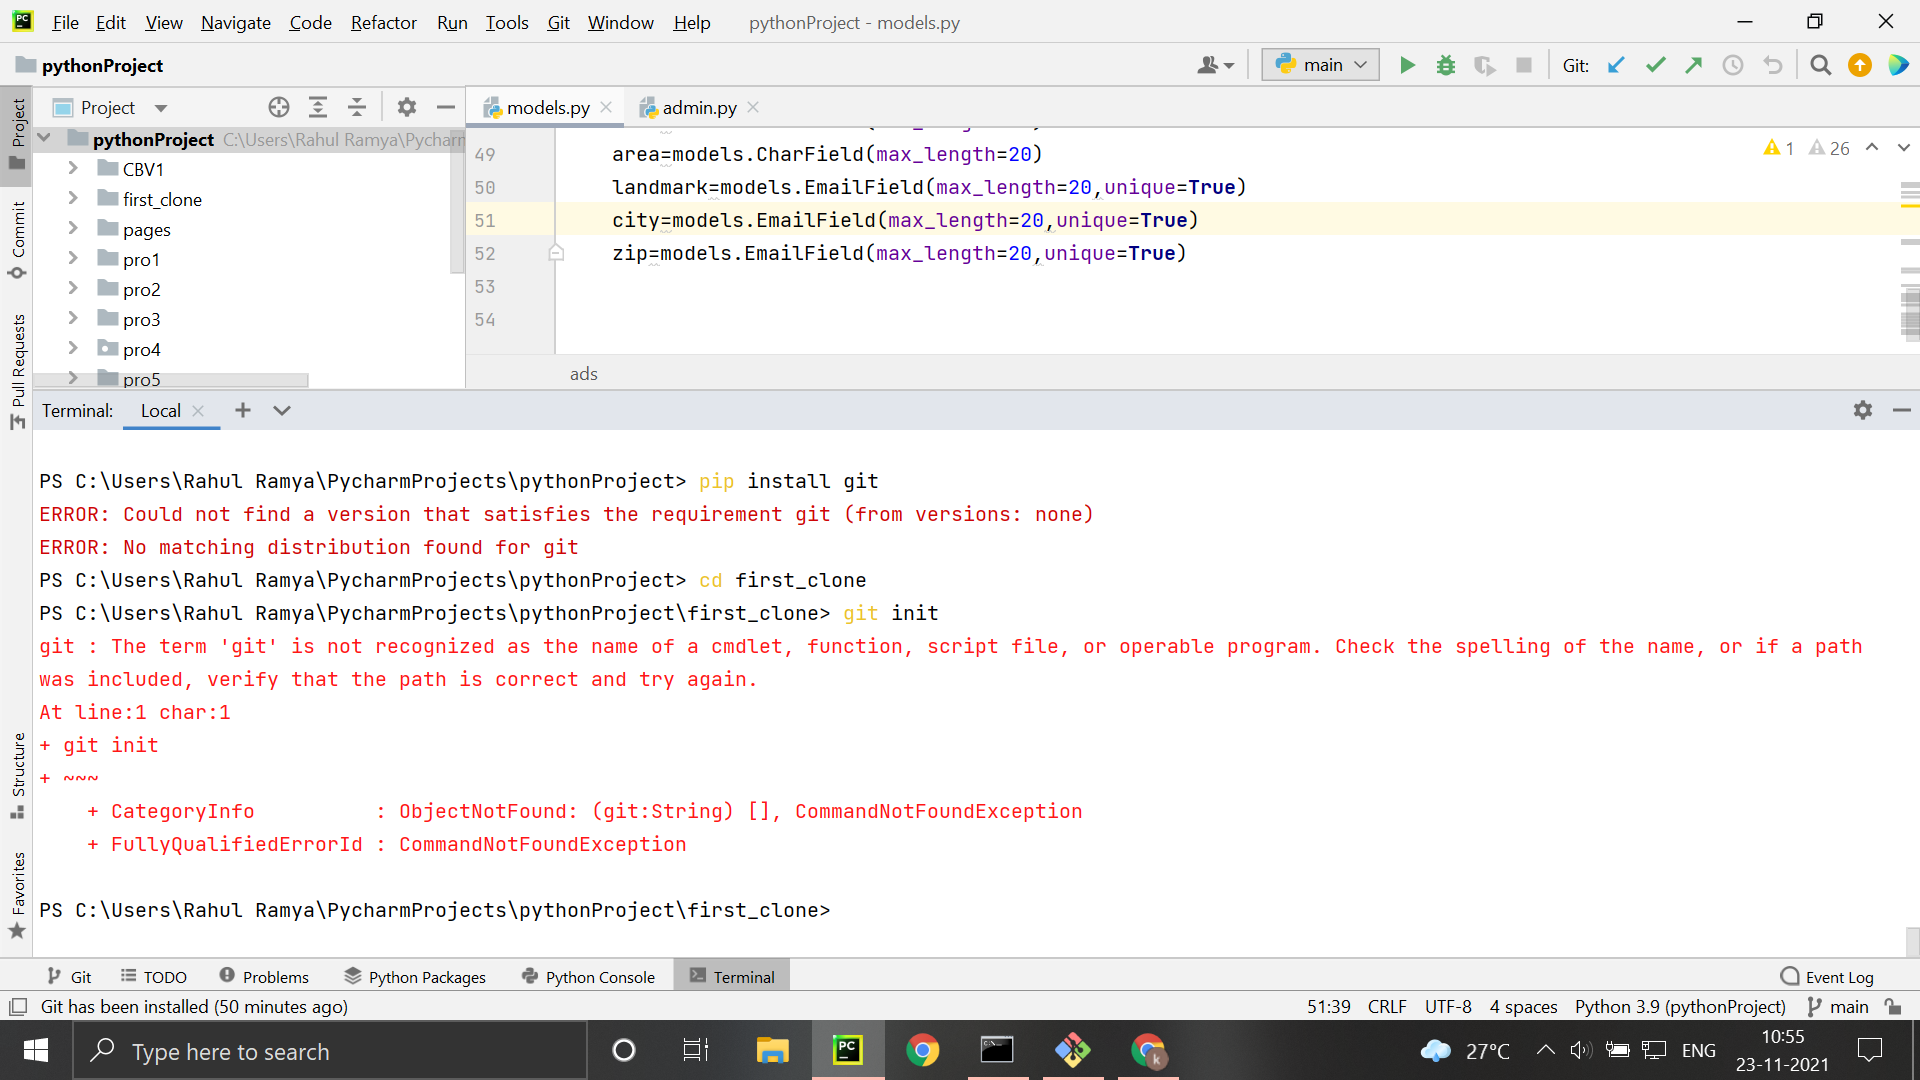 PC File Edit View Navigate Code Refactor Run Tools Git Window Help pythonProject - models.py
pythonProject main Git:
Project models.py admin.py
pythonProject C:\Users\Rahul Ramya\Pycharm
CBV1
first_clone
pages
pro1
pro2
pro3
pro4
pro5
Project
Commit
Pull Requests
Structure
Favorites
49 area=models.CharField(max_length=20)
50 landmark=models.EmailField(max_length=20,unique=True)
51 city=models.EmailField(max_length=20,unique=True)
52 zip=models.EmailField(max_length=20,unique=True)
53
54
1 26
ads
Terminal: Local
PS C:\Users\Rahul Ramya\PycharmProjects\pythonProject> pip install git
ERROR: Could not find a version that satisfies the requirement git (from versions: none)
ERROR: No matching distribution found for git
PS C:\Users\Rahul Ramya\PycharmProjects\pythonProject> cd first_clone
PS C:\Users\Rahul Ramya\PycharmProjects\pythonProject\first_clone> git init
git : The term 'git' is not recognized as the name of a cmdlet, function, script file, or operable program. Check the spelling of the name, or if a path
was included, verify that the path is correct and try again.
At line:1 char:1
+ git init
+ ~~~
+ CategoryInfo : ObjectNotFound: (git:String) [], CommandNotFoundException
+ FullyQualifiedErrorId : CommandNotFoundException
PS C:\Users\Rahul Ramya\PycharmProjects\pythonProject\first_clone>
Git TODO Problems Python Packages Python Console Terminal Event Log
Git has been installed (50 minutes ago) 51:39 CRLF UTF-8 4 spaces Python 3.9 (pythonProject) main
Type here to search PC k 27°C ENG 10:55
23-11-2021